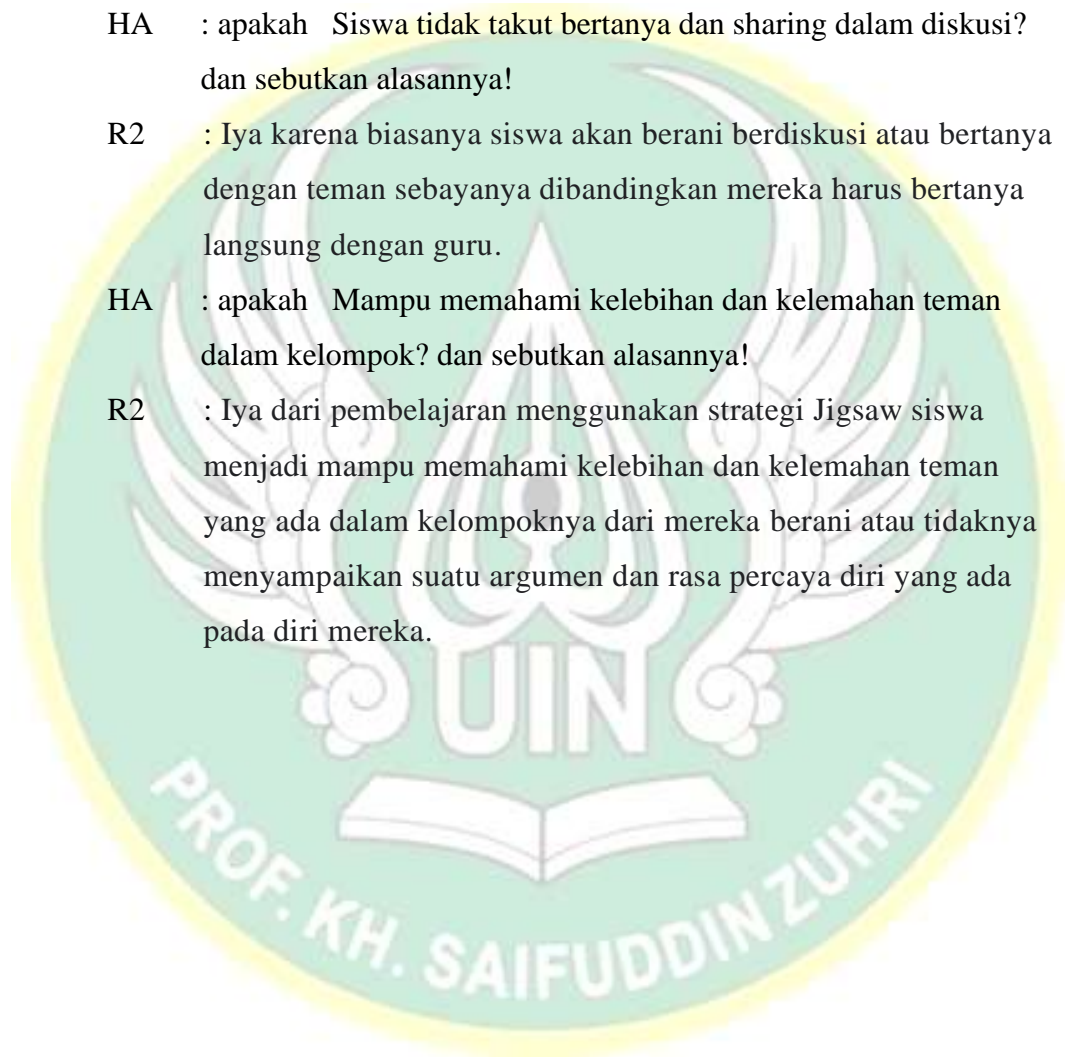 HA : apakah Siswa tidak takut bertanya dan sharing dalam diskusi?
dan sebutkan alasannya!
R2 : Iya karena biasanya siswa akan berani berdiskusi atau bertanya
dengan teman sebayanya dibandingkan mereka harus bertanya
langsung dengan guru.
HA : apakah Mampu memahami kelebihan dan kelemahan teman
dalam kelompok? dan sebutkan alasannya!
R2 : Iya dari pembelajaran menggunakan strategi Jigsaw siswa
menjadi mampu memahami kelebihan dan kelemahan teman
yang ada dalam kelompoknya dari mereka berani atau tidaknya
menyampaikan suatu argumen dan rasa percaya diri yang ada
pada diri mereka.
UIN
PROF. KH. SAIFUDDIN ZUHRI